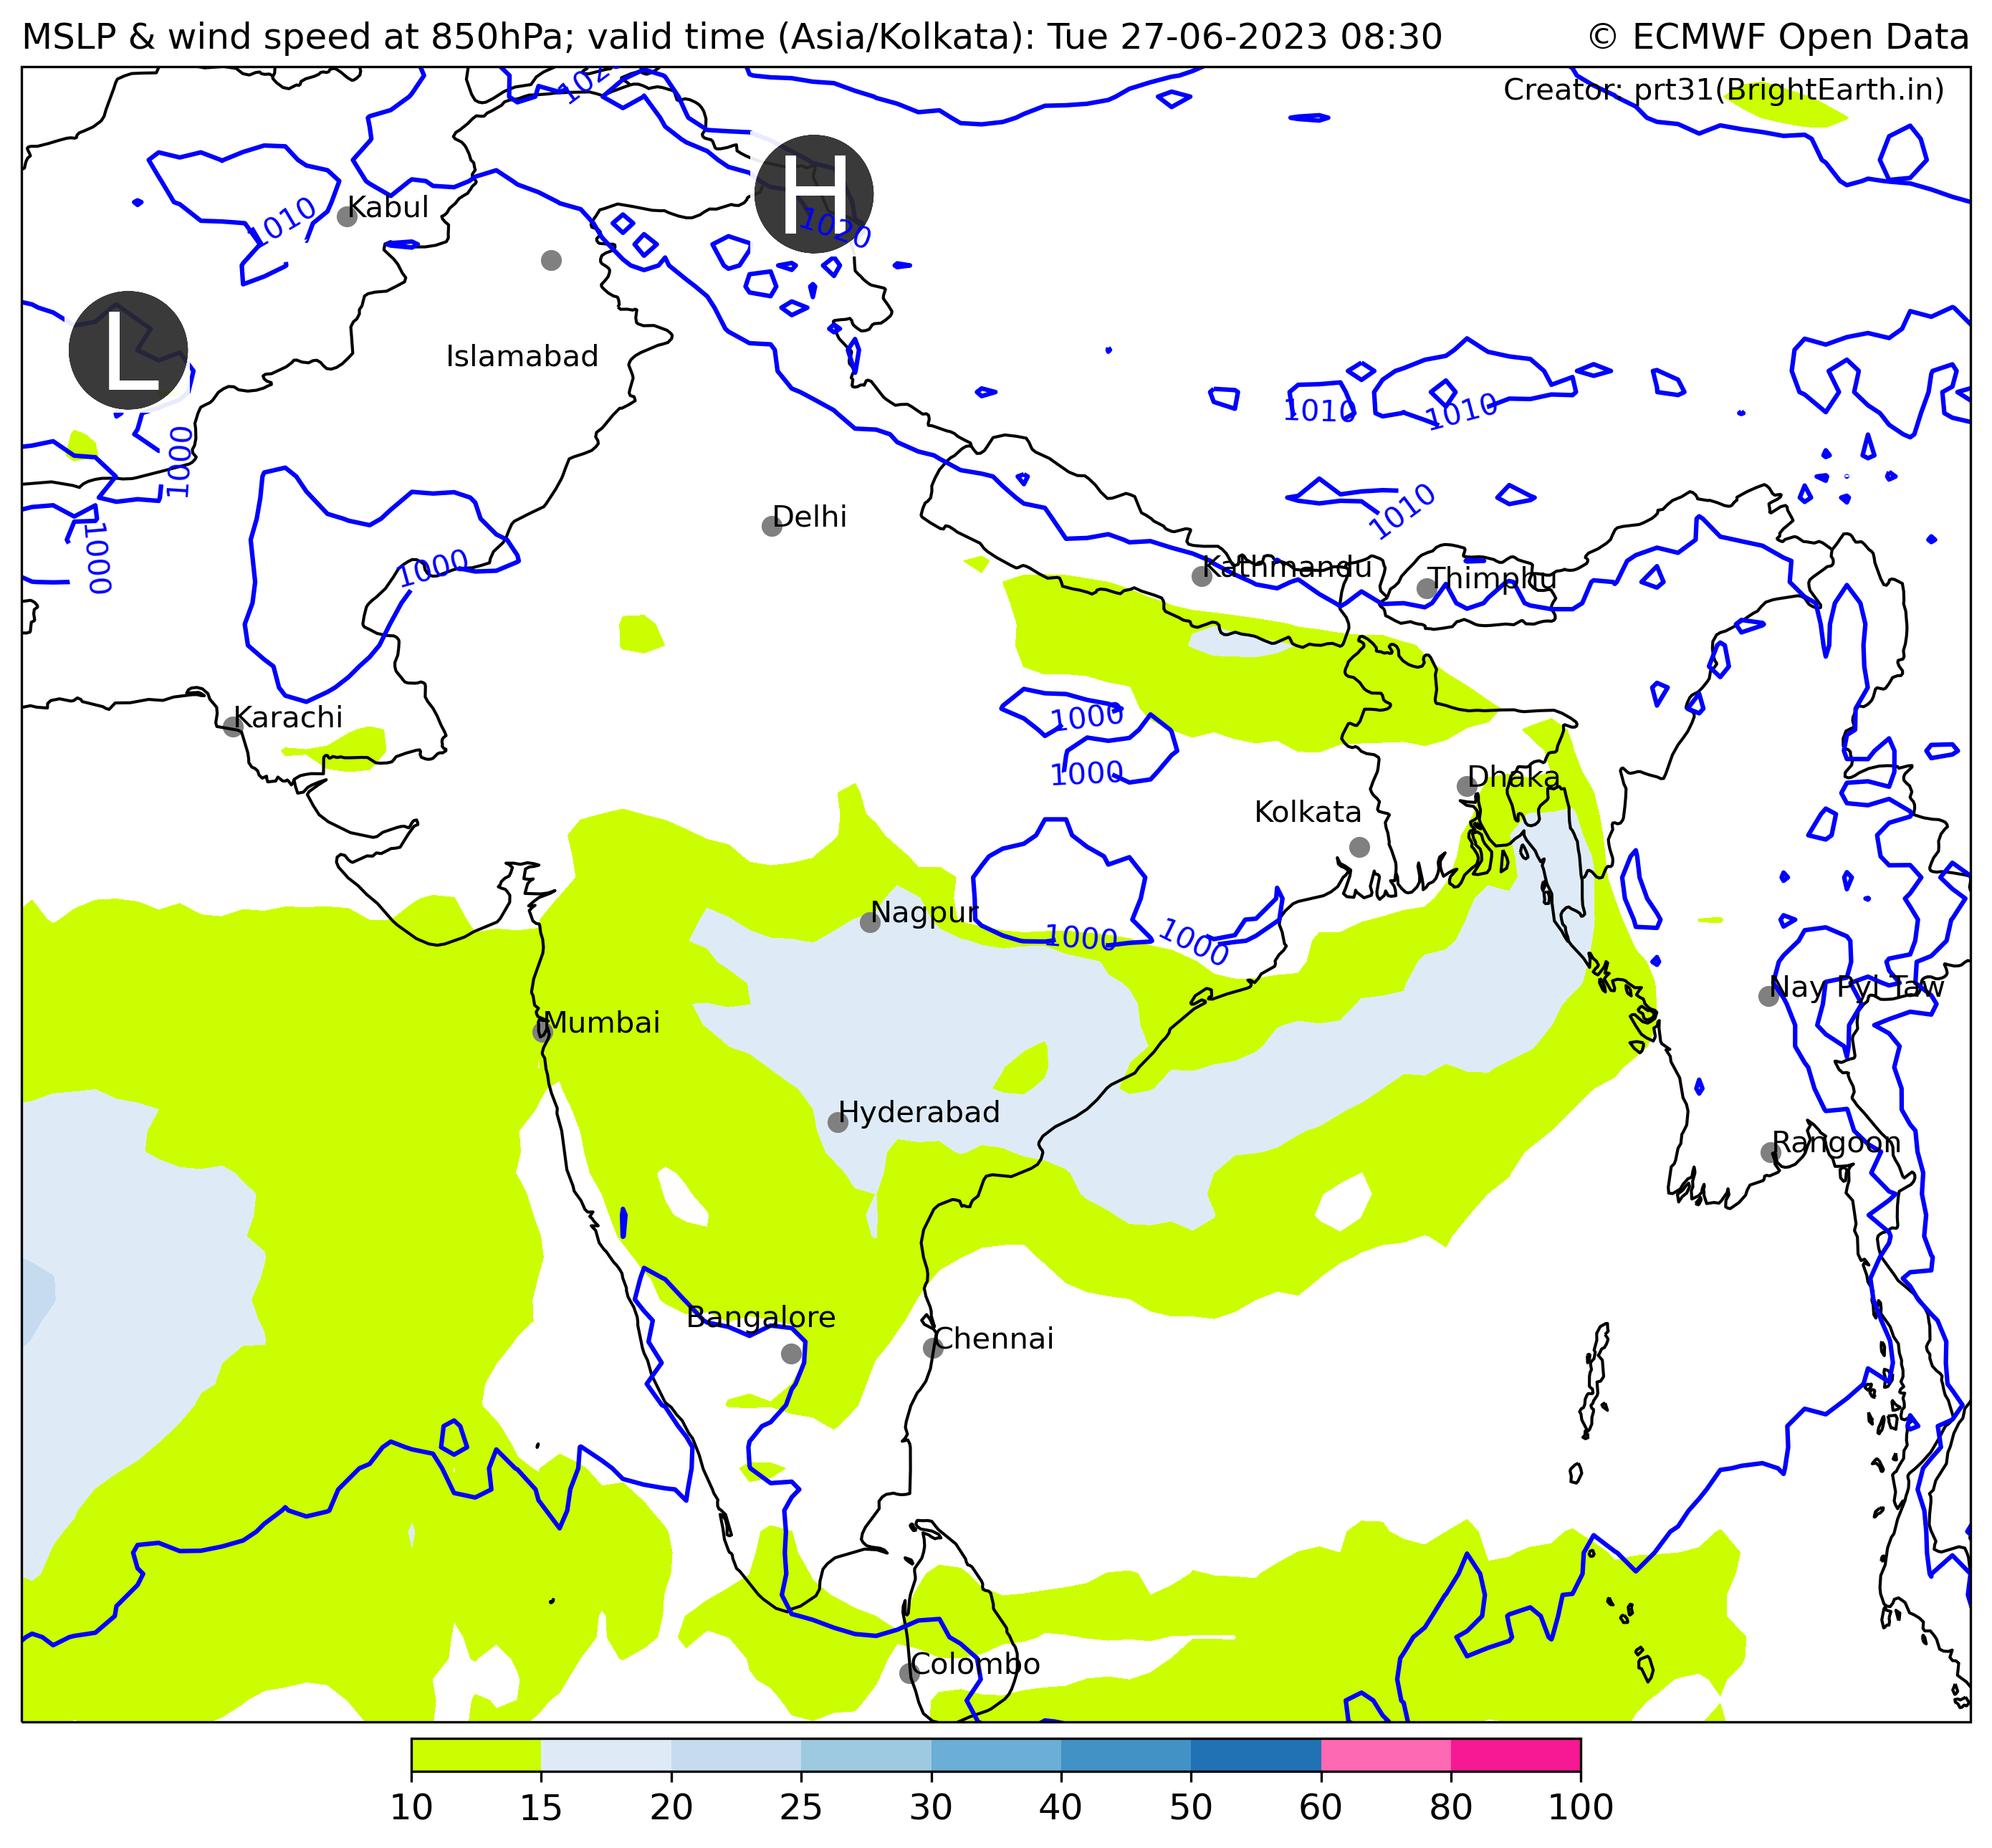 MSLP & wind speed at 850hPa; valid time (Asia/Kolkata): Tue 27-06-2023 08:30
© ECMWF Open Data
Creator: prt31(BrightEarth.in)
102
H
1020
1010
Kabul
L
Islamabad
1010
1010
1000
1010
Delhi
1000
1000
Kathmandu
Thimphu
Karachi
1000
1000
Dhaka
Kolkata
Nagpur
1000
1000
Nay Pyi Taw
Mumbai
Hyderabad
Rangoon
Bangalore
Chennai
Colombo
10 15 20 25 30 40 50 60 80 100